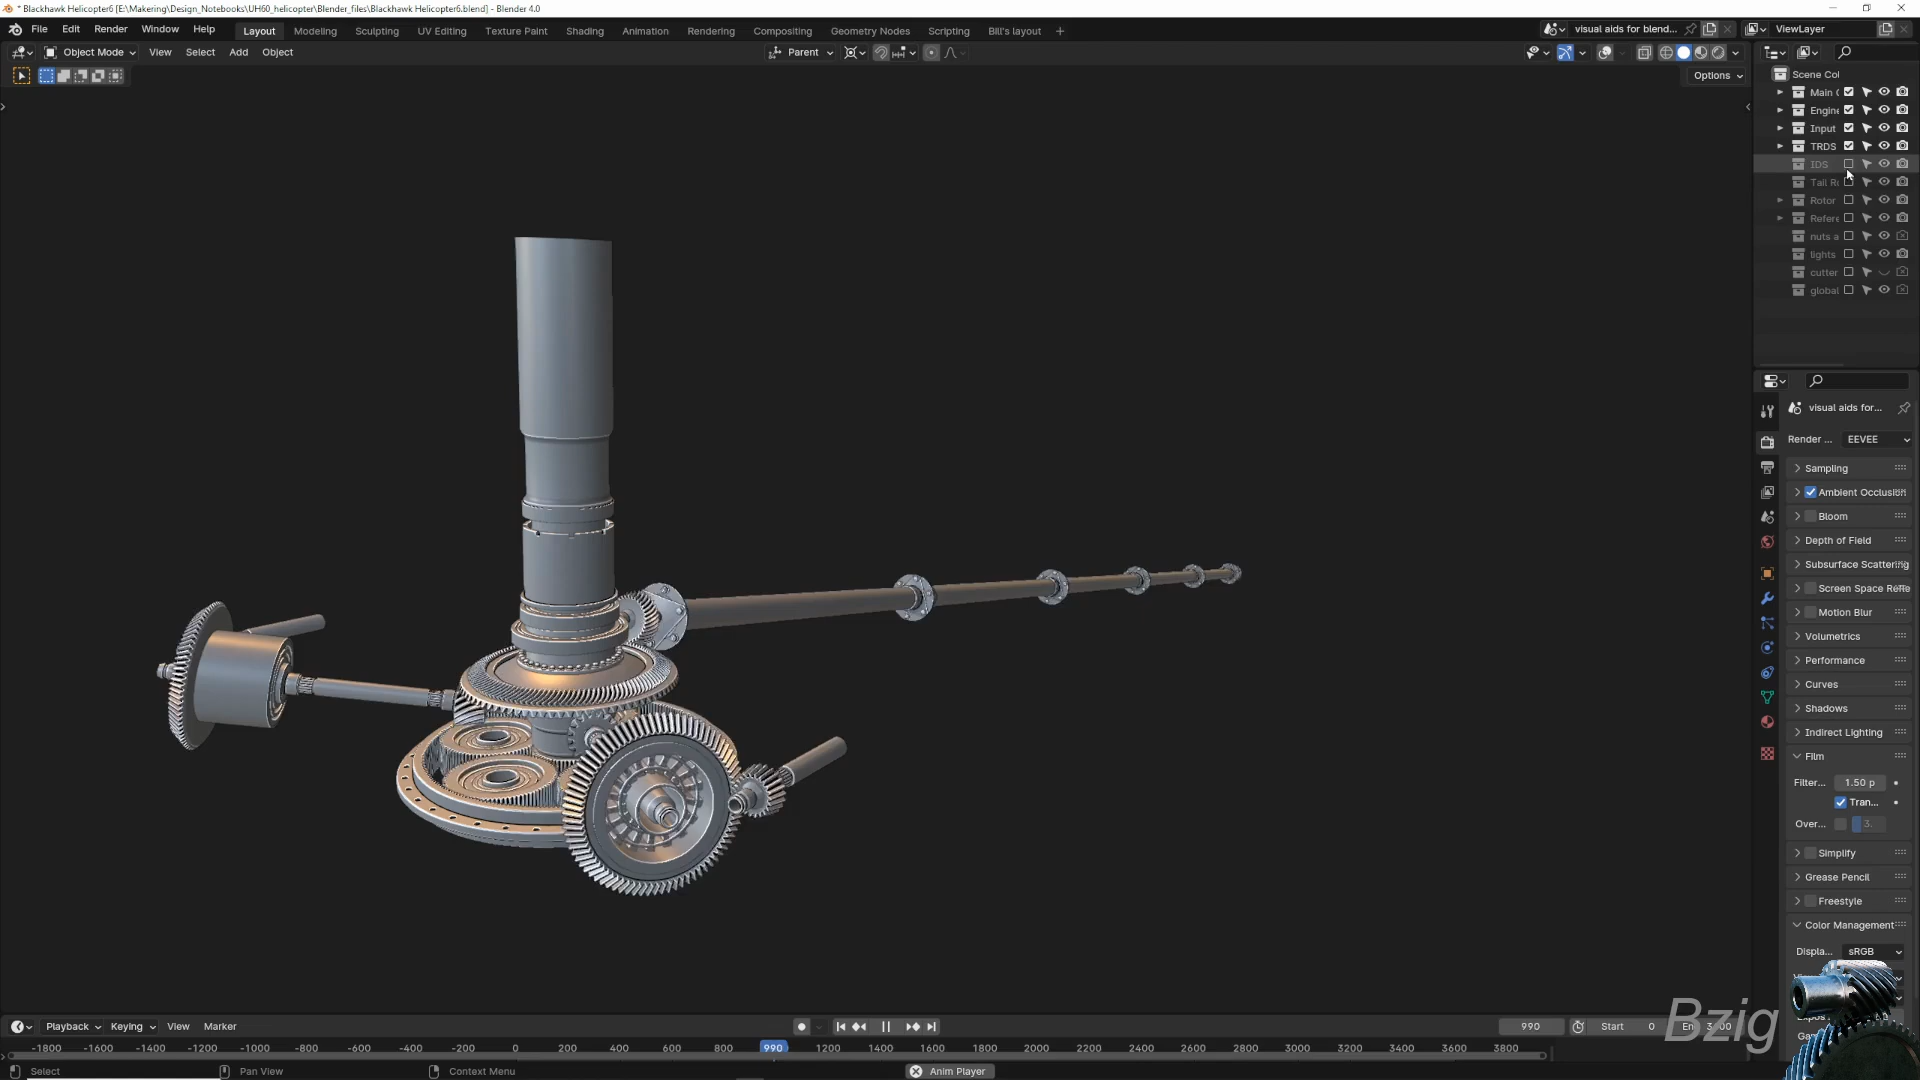 * Blackhawk Helicopter6 [E:\Makering\Design_Notebooks\UH60_helicopter\Blender_files\Blackhawk Helicopter6.blend] - Blender 4.0
File Edit Render Window Help Layout Modeling Sculpting UV Editing Texture Paint Shading Animation Rendering Compositing Geometry Nodes Scripting Bill's layout + visual aids for blend... ViewLayer
Object Mode View Select Add Object Parent
Options
Scene Col
Main
Engine
Input
TRDS
IDS
Tail R
Rotor
Refere
nuts a
lights
cutter
global
visual aids for...
Render ... EEVEE
Sampling
Ambient Occlusi
Bloom
Depth of Field
Subsurface Scattering
Screen Space Refle
Motion Blur
Volumetrics
Performance
Curves
Shadows
Indirect Lighting
Film
Filter... 1.50 p
Tran...
Over... 3.
Simplify
Grease Pencil
Freestyle
Color Management
Displa... sRGB
Bzig
Playback Keying View Marker 990 Start 0
-1800 -1600 -1400 -1200 -1000 -800 -600 -400 -200 0 200 400 600 800 990 1200 1400 1600 1800 2000 2200 2400 2600 2800 3000 3200 3400 3600 3800
Select Pan View Context Menu Anim Player